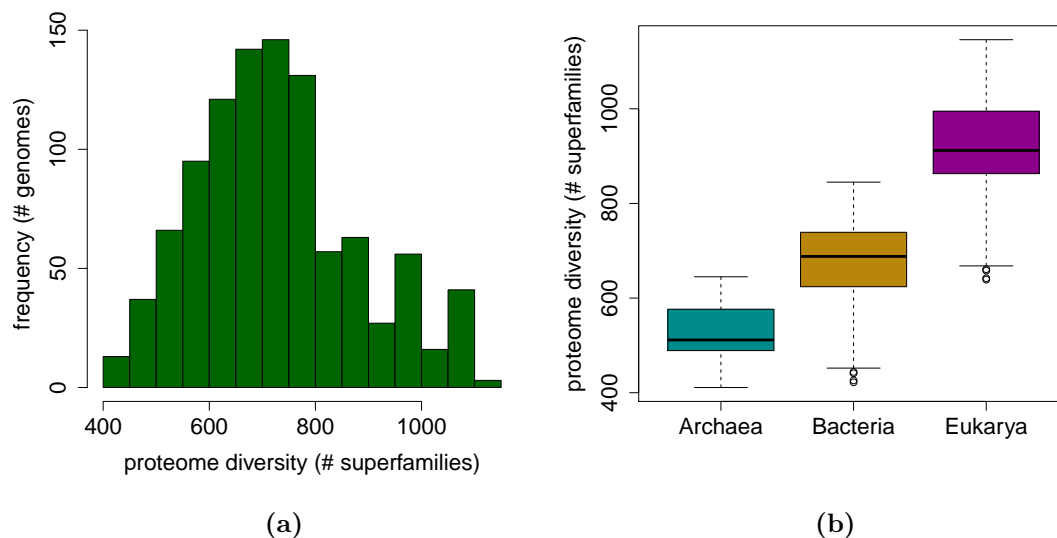 150
100
50
0
frequency (# genomes)
400
600
800
1000
proteome diversity (# superfamilies)
(a)
1000
800
600
400
proteome diversity (# superfamilies)
Archaea
Bacteria
Eukarya
(b)